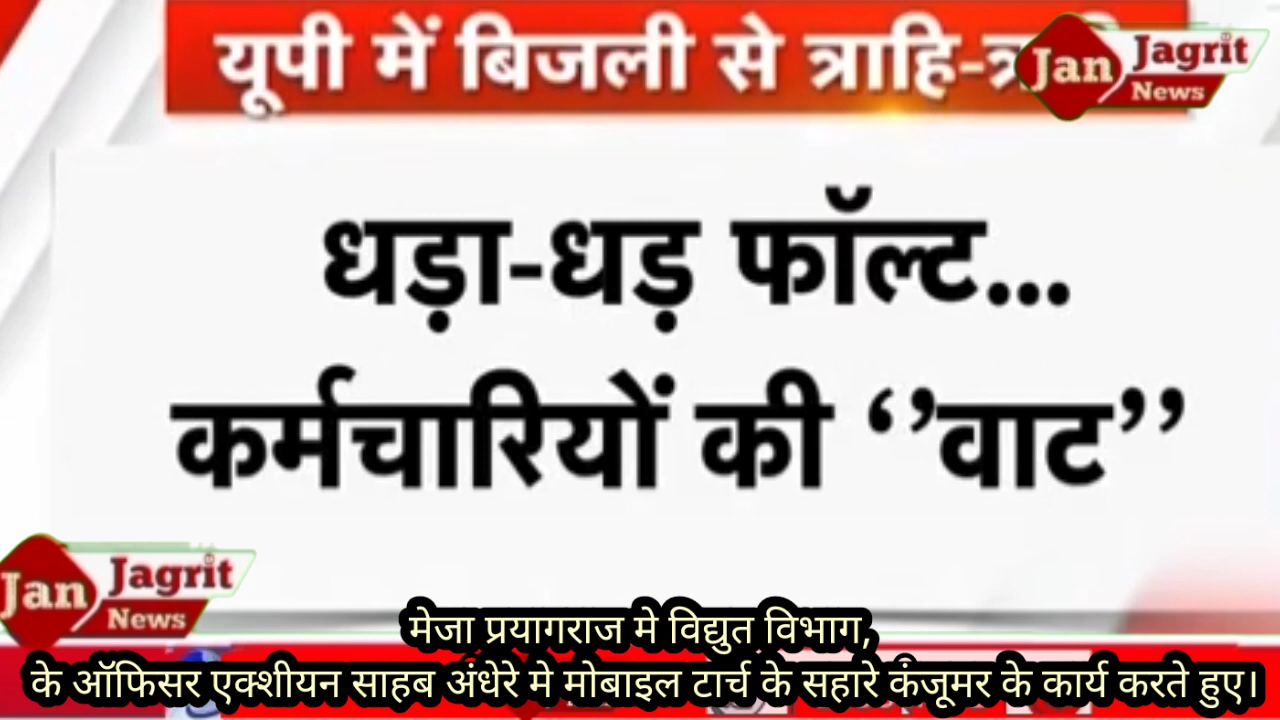 यूपी में बिजली से त्राहि-
Jan Jagrit News
धड़ा-धड़ फॉल्ट...
कर्मचारियों की ‘’वाट’’
Jan Jagrit News
मेजा प्रयागराज मे विद्युत विभाग,
के ऑफिसर एक्शीयन साहब अंधेरे मे मोबाइल टार्च के सहारे कंजूमर के कार्य करते हुए।